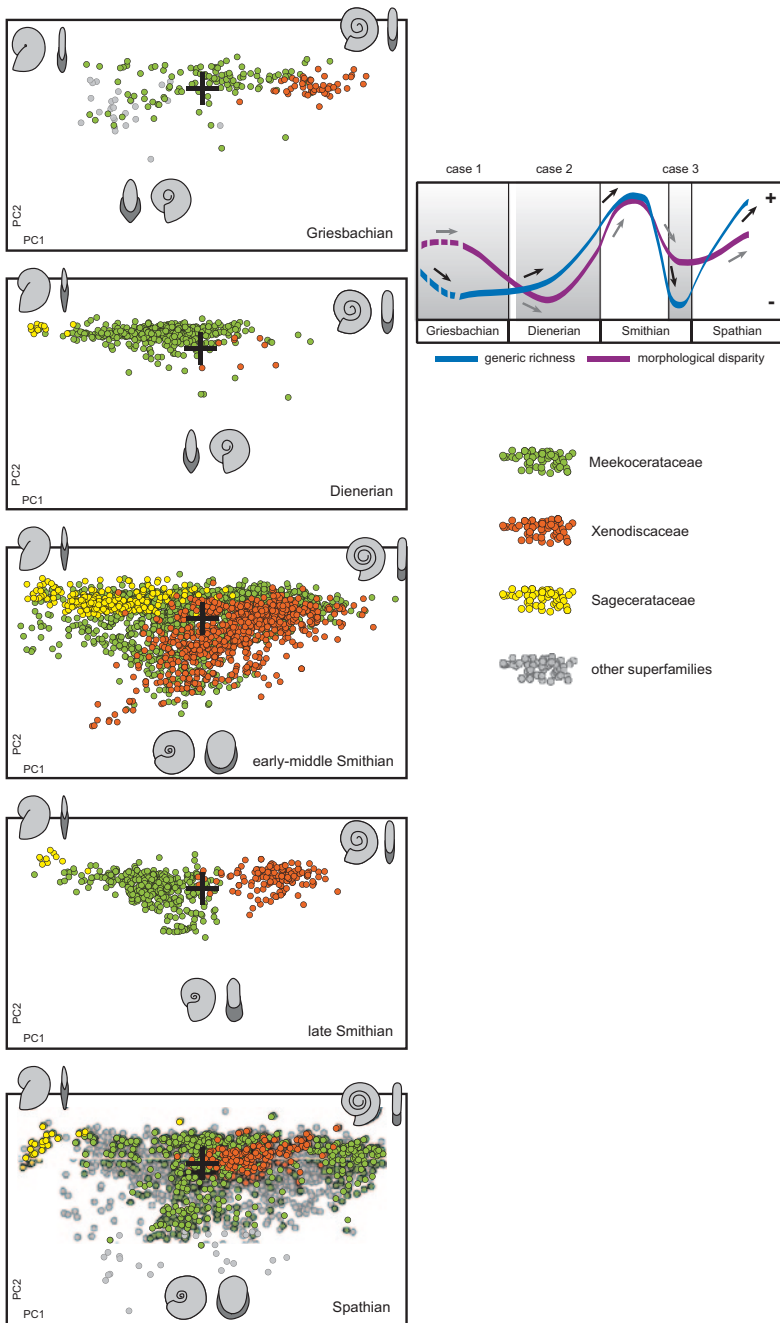 PC2
PC1
Griesbachian
PC2
PC1
Dienerian
PC2
PC1
early-middle Smithian
PC2
PC1
late Smithian
PC2
PC1
Spathian
case 1 case 2 case 3
+
-
Griesbachian Dienerian Smithian Spathian
generic richness morphological disparity
Meekocerataceae
Xenodiscaceae
Sagecerataceae
other superfamilies